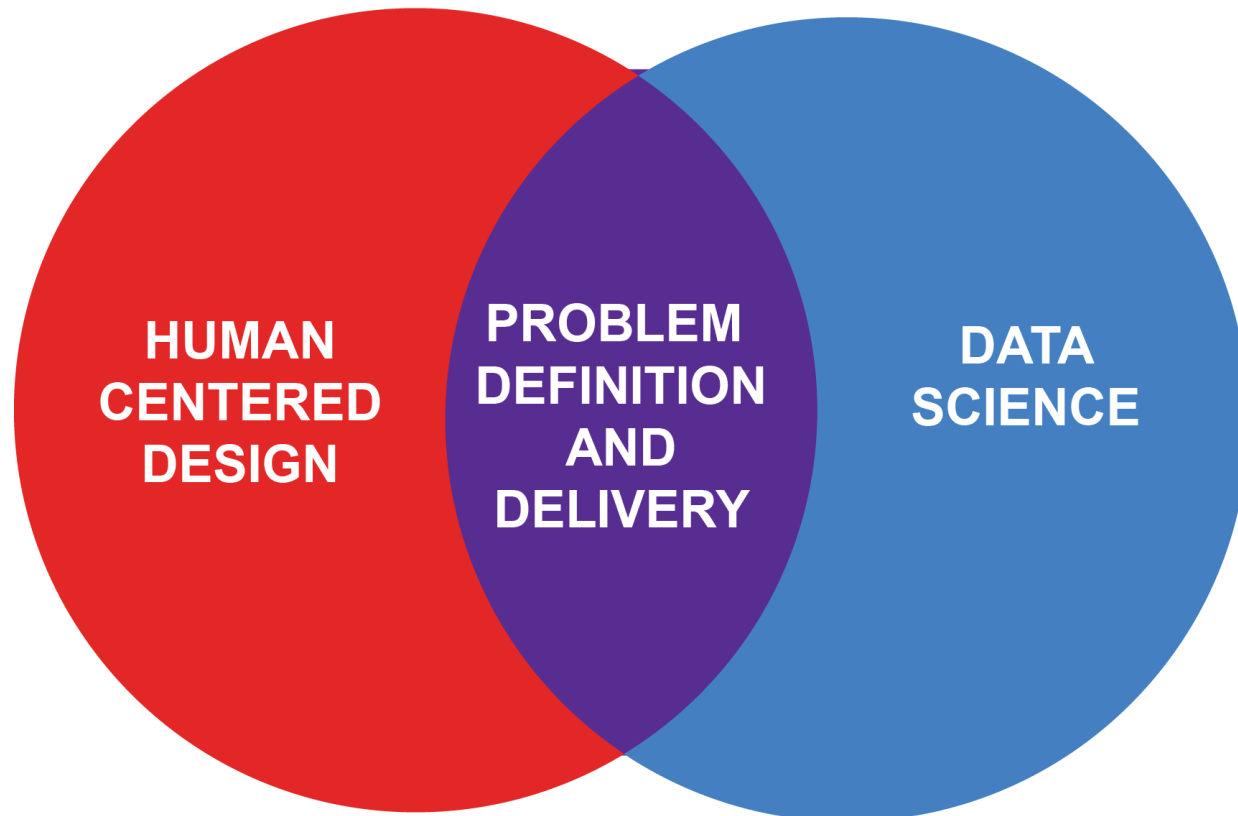 HUMAN
CENTERED
DESIGN
PROBLEM
DEFINITION
AND
DELIVERY
DATA
SCIENCE